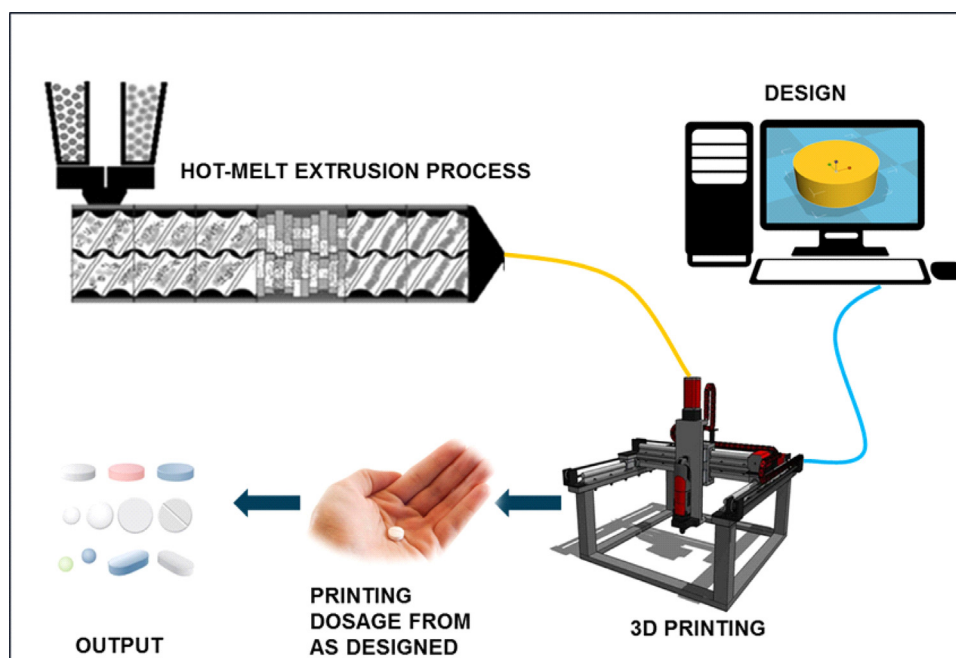 DESIGN
HOT-MELT EXTRUSION PROCESS
3D PRINTING
PRINTING
DOSAGE FROM
AS DESIGNED
OUTPUT